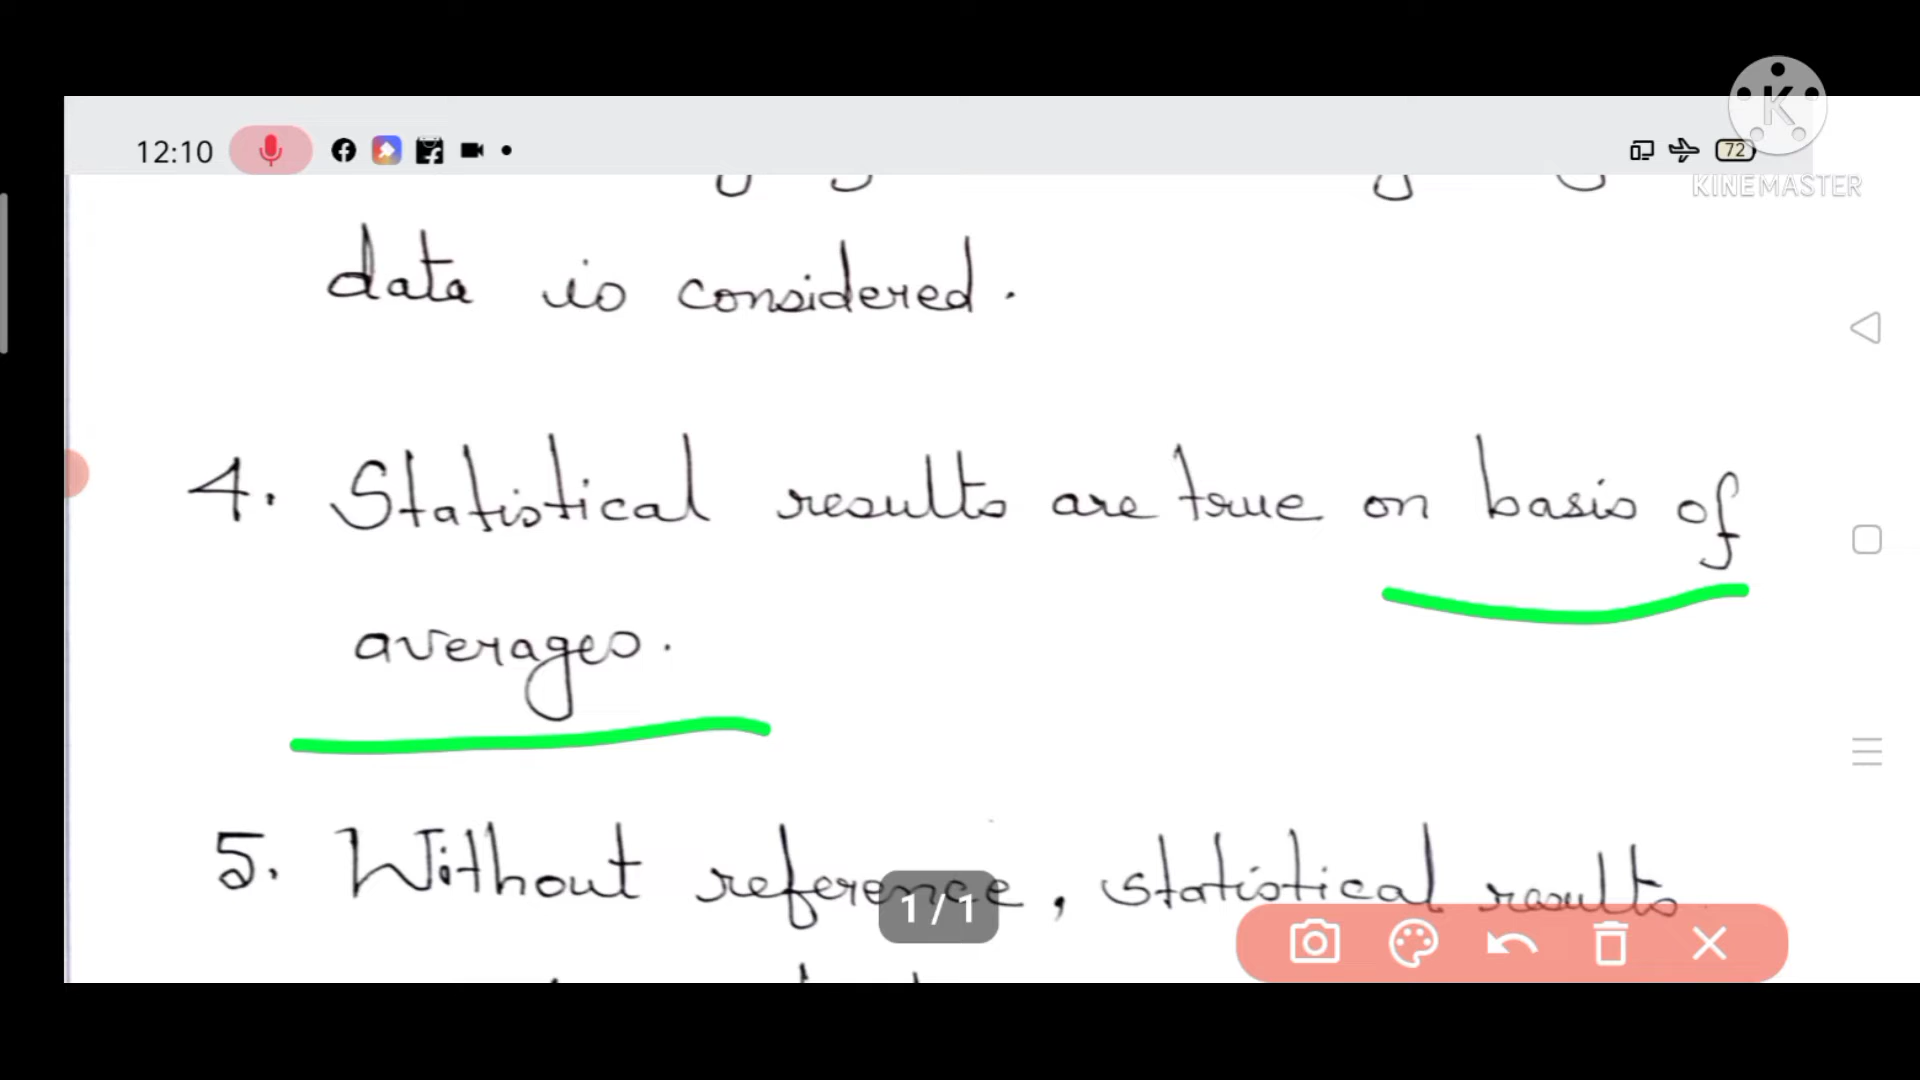 12:10
72
KINEMASTER
data is considered.
4. Statistical results are true on basis of
averages.
5. Without reference, statistical results
1/1